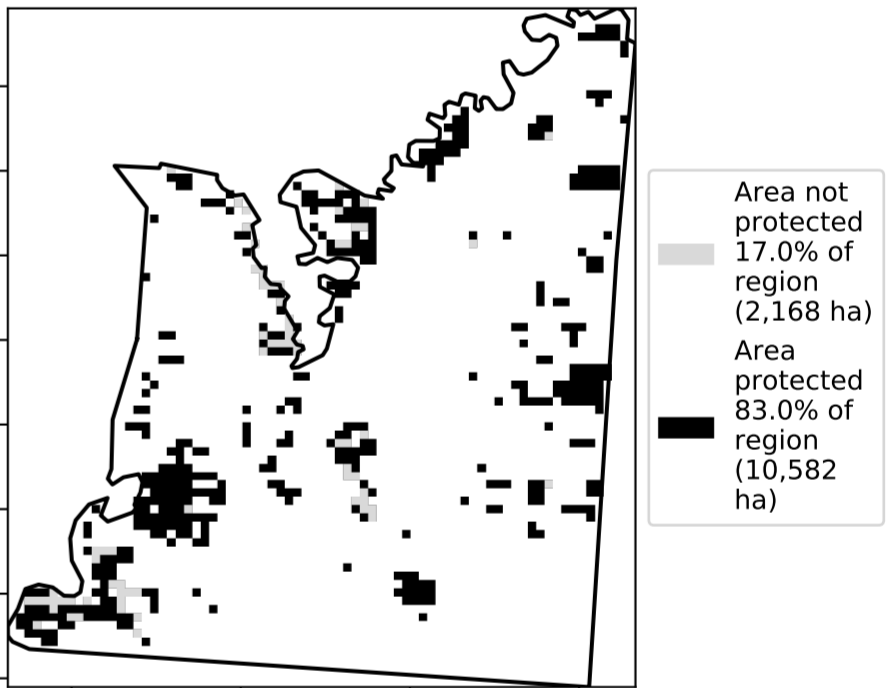 Area not
protected
17.0% of
region
(2,168 ha)
Area
protected
83.0% of
region
(10,582
ha)